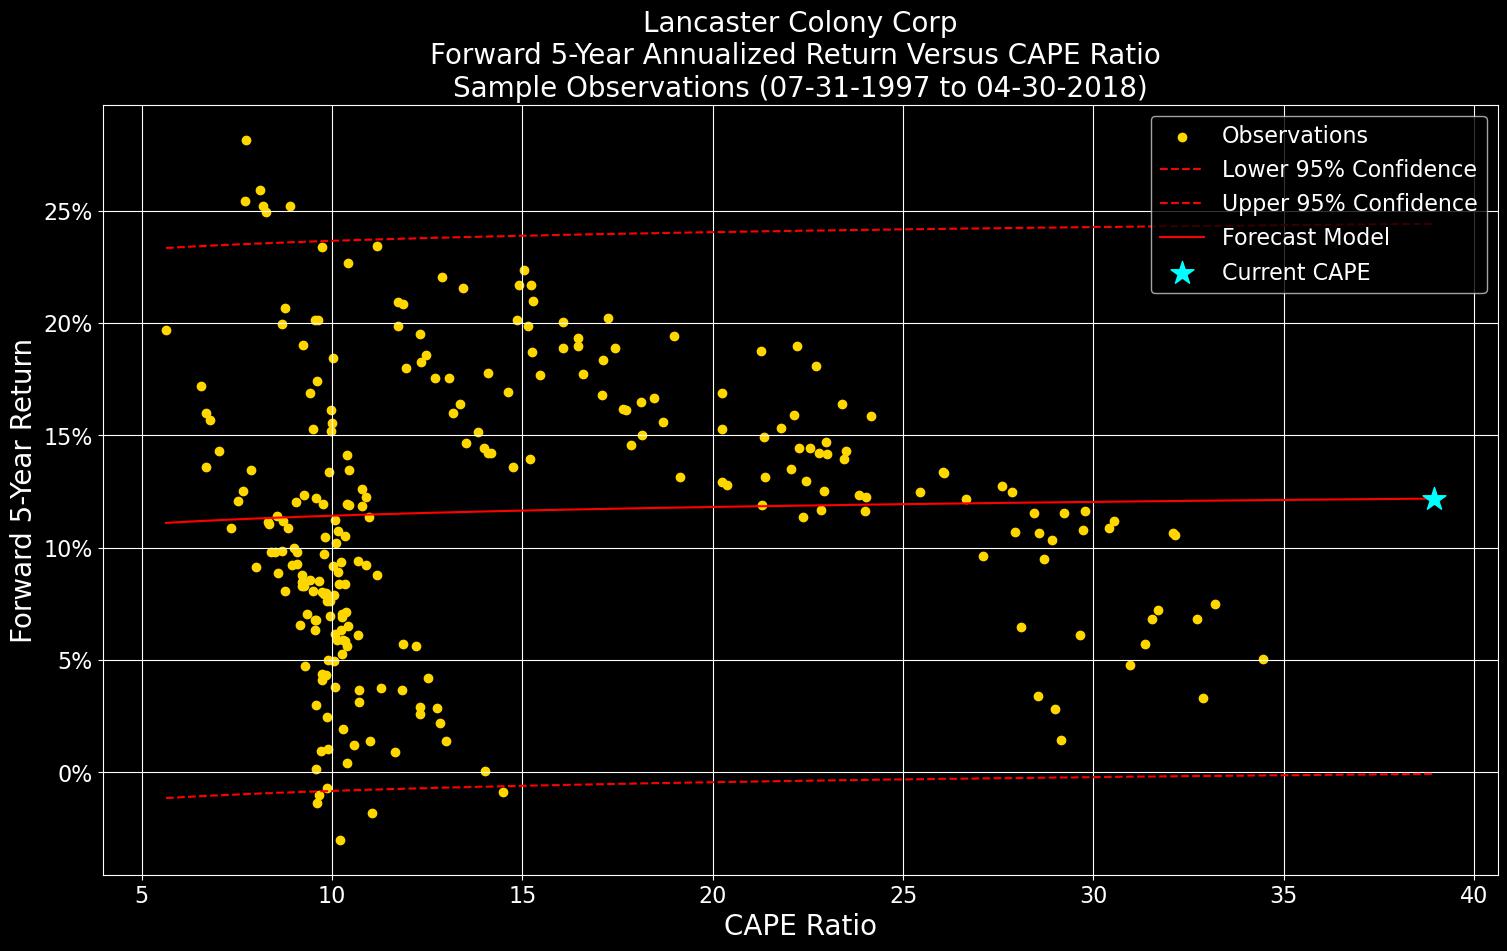 Lancaster Colony Corp
Forward 5-Year Annualized Return Versus CAPE Ratio
Sample Observations (07-31-1997 to 04-30-2018)
Observations
Lower 95% Confidence
Upper 95% Confidence
Forecast Model
Current CAPE
Forward 5-Year Return
25%
20%
15%
10%
5%
0%
5 10 15 20 25 30 35 40
CAPE Ratio